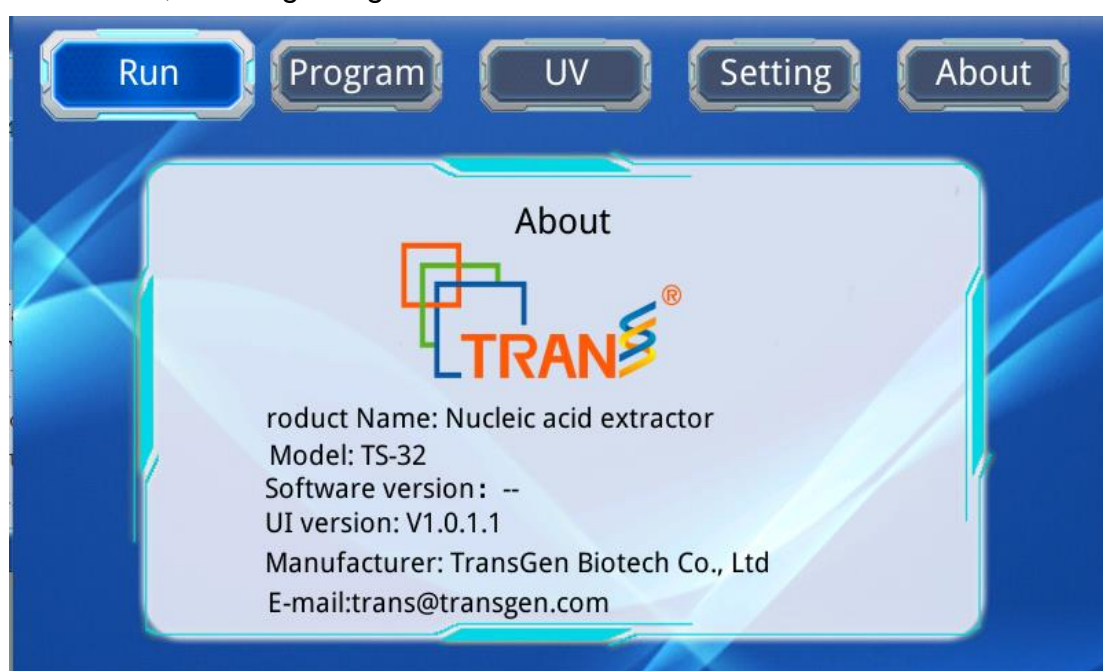 Run Program UV Setting About
About
TRANS®
roduct Name: Nucleic acid extractor
Model: TS-32
Software version： --
UI version: V1.0.1.1
Manufacturer: TransGen Biotech Co., Ltd
E-mail:trans@transgen.com